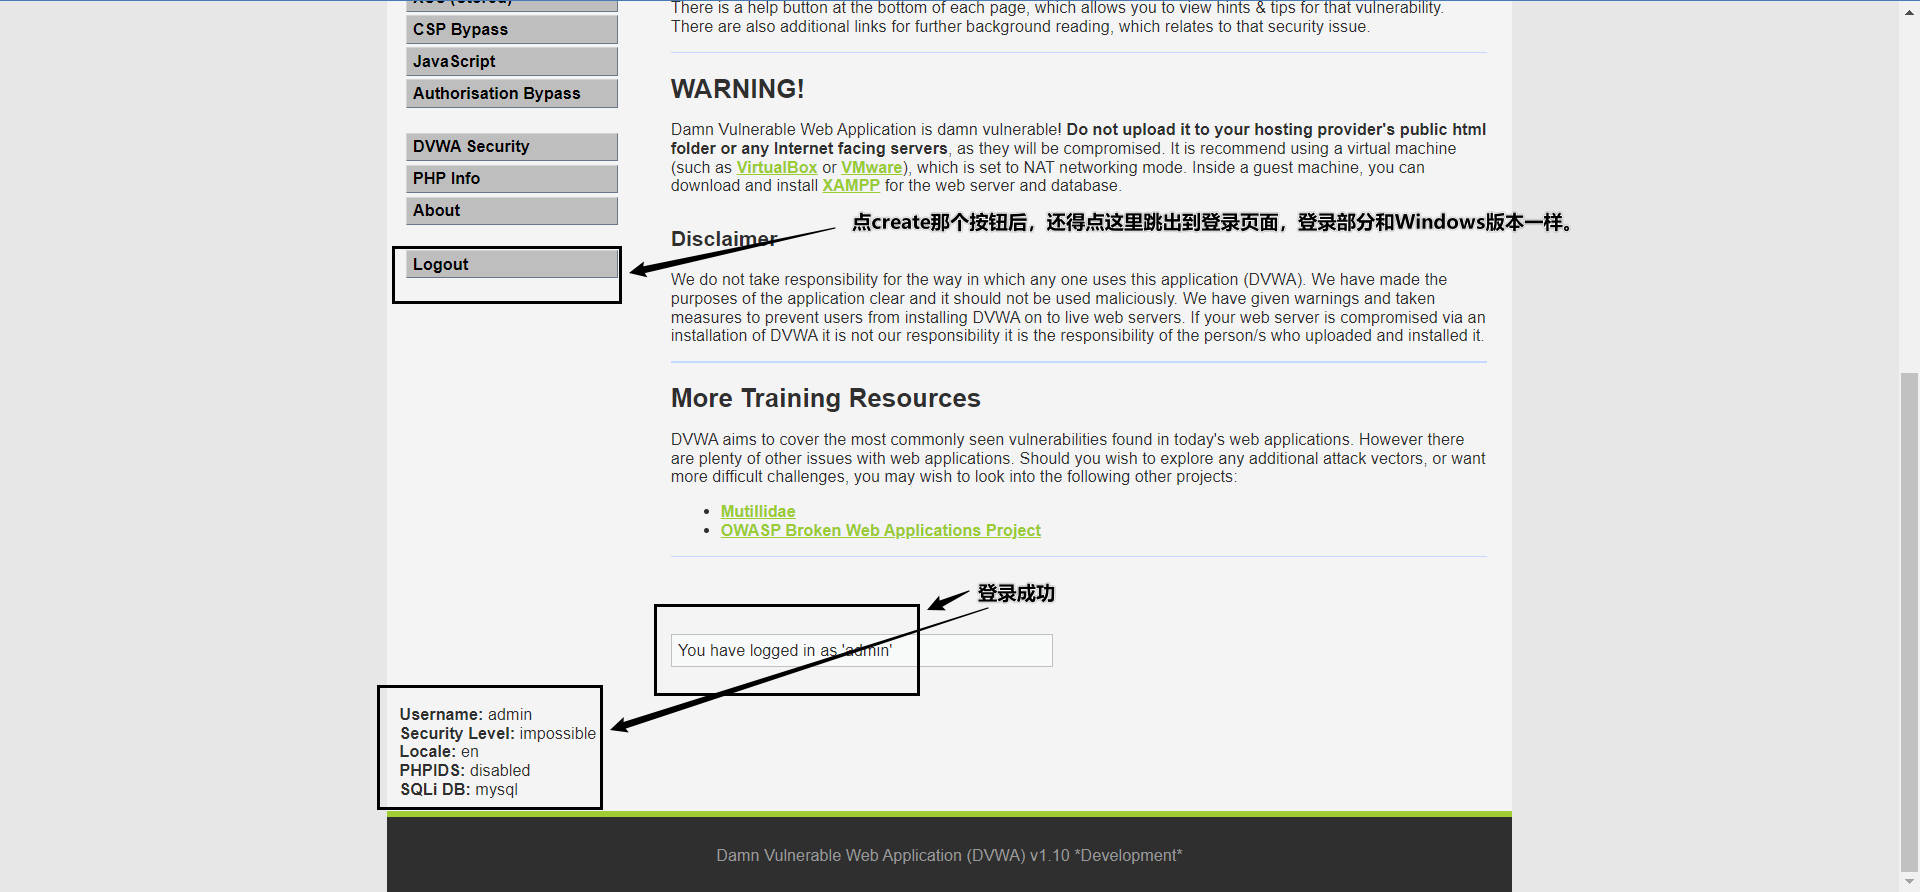 XSS (Stored)
CSP Bypass
JavaScript
Authorisation Bypass
DVWA Security
PHP Info
About
Logout
There is a help button at the bottom of each page, which allows you to view hints & tips for that vulnerability.
There are also additional links for further background reading, which relates to that security issue.
WARNING!
Damn Vulnerable Web Application is damn vulnerable! Do not upload it to your hosting provider's public html
folder or any Internet facing servers, as they will be compromised. It is recommend using a virtual machine
(such as VirtualBox or VMware), which is set to NAT networking mode. Inside a guest machine, you can
download and install XAMPP for the web server and database.
点create那个按钮后，还得点这里跳出到登录页面，登录部分和Windows版本一样。
Disclaimer
We do not take responsibility for the way in which any one uses this application (DVWA). We have made the
purposes of the application clear and it should not be used maliciously. We have given warnings and taken
measures to prevent users from installing DVWA on to live web servers. If your web server is compromised via an
installation of DVWA it is not our responsibility it is the responsibility of the person/s who uploaded and installed it.
More Training Resources
DVWA aims to cover the most commonly seen vulnerabilities found in today's web applications. However there
are plenty of other issues with web applications. Should you wish to explore any additional attack vectors, or want
more difficult challenges, you may wish to look into the following other projects:
• Mutillidae
• OWASP Broken Web Applications Project
登录成功
You have logged in as 'admin'
Username: admin
Security Level: impossible
Locale: en
PHPIDS: disabled
SQLi DB: mysql
Damn Vulnerable Web Application (DVWA) v1.10 *Development*